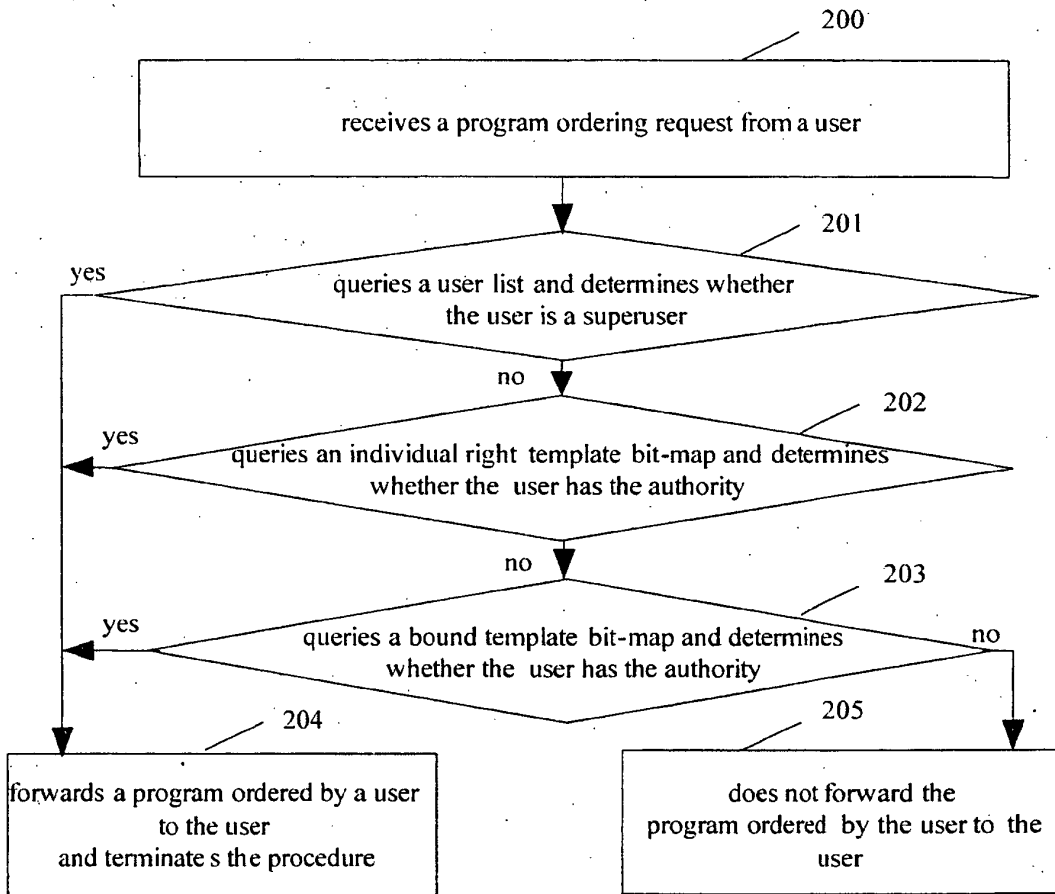 200
receives a program ordering request from a user
201
yes
queries a user list and determines whether
the user is a superuser
no
202
yes
queries an individual right template bit-map and determines
whether the user has the authority
no
203
yes
queries a bound template bit-map and determines
whether the user has the authority
no
204
205
forwards a program ordered by a user
to the user
and terminates the procedure
does not forward the
program ordered by the user to the
user